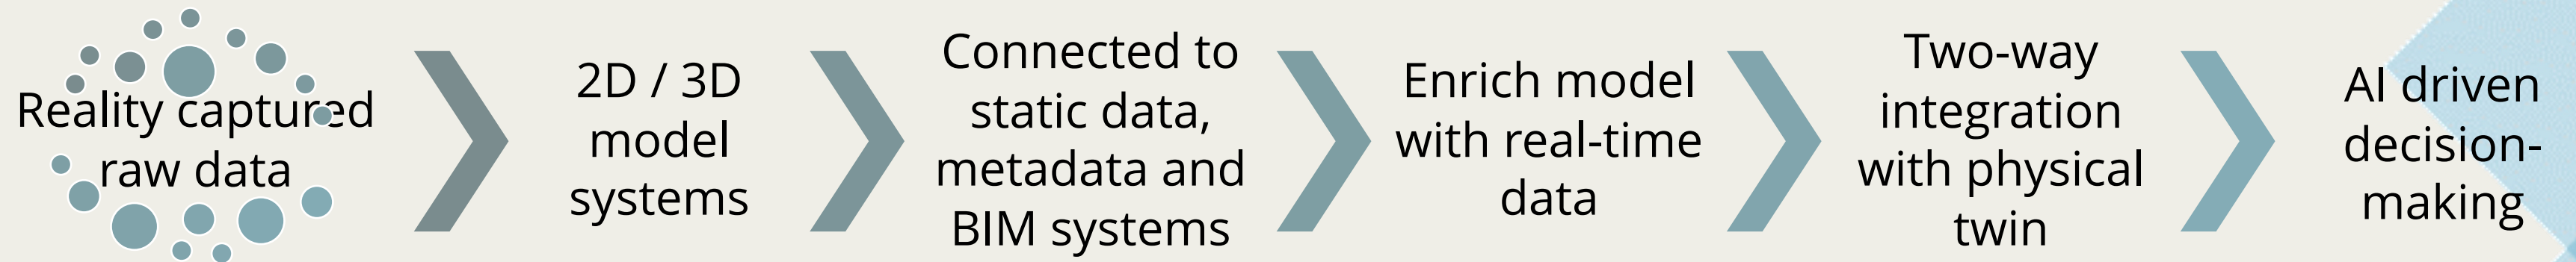 Reality captured
raw data
2D / 3D
model
systems
Connected to
static data,
metadata and
BIM systems
Enrich model
with real-time
data
Two-way
integration
with physical
twin
AI driven
decision-
making